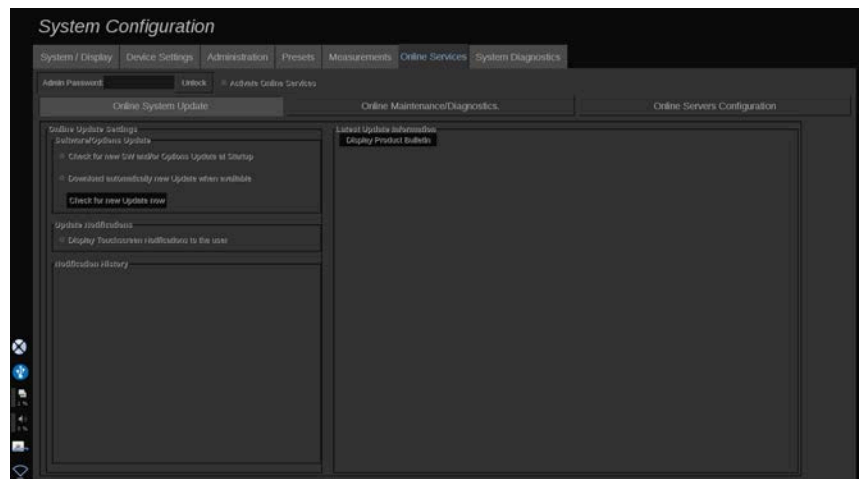 System Configuration
System / Display Device Settings Administration Presets Measurements Online Services System Diagnostics
Admin Password Unlock Activate Online Services
Online System Update Online Maintenance/Diagnostics. Online Servers Configuration
Online Update Settings
Software/Options Update
Check for new SW and/or Options Update at Startup
Download automatically new Update when available
Check for new Update now
Update Notifications
Display Touchscreen Notifications to the user
Notification History
Latest Update Information
Display Product Bulletin